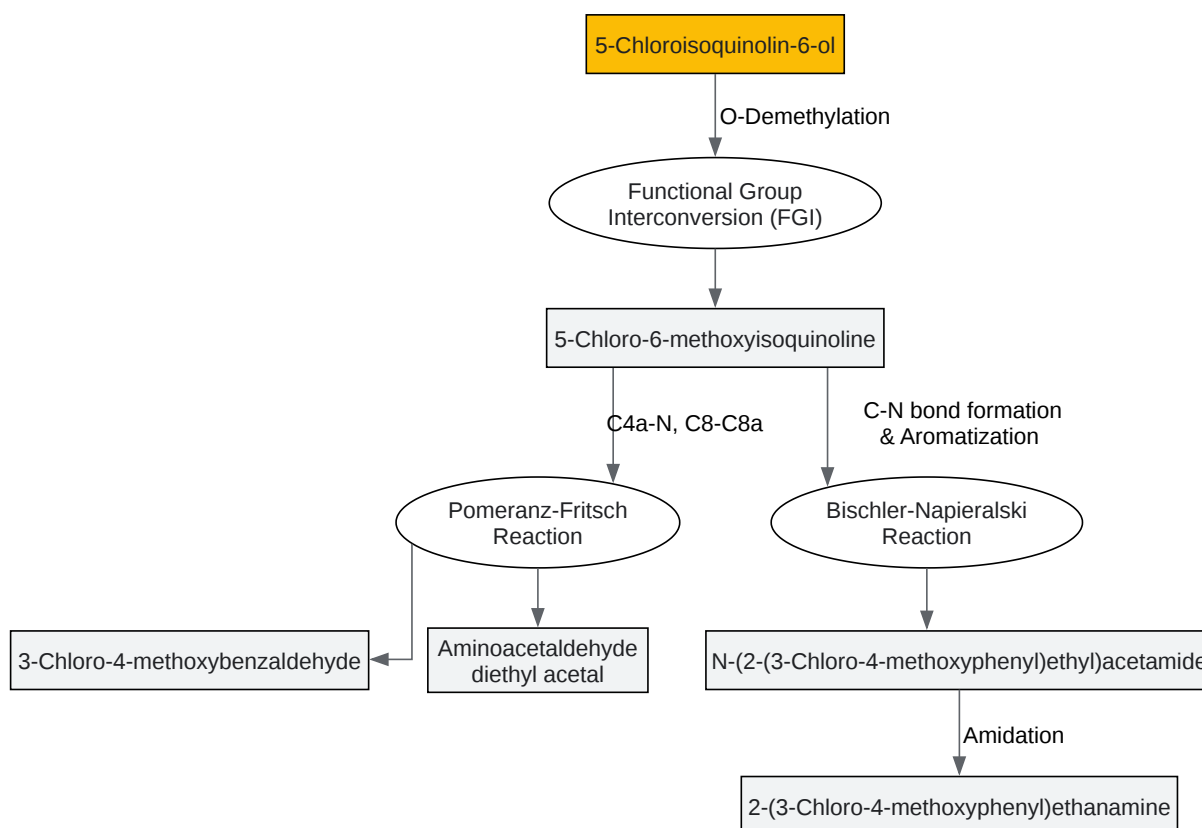 5-Chloroisoquinolin-6-ol
O-Demethylation
Functional Group
Interconversion (FGI)
5-Chloro-6-methoxyisoquinoline
C4a-N, C8-C8a
C-N bond formation
& Aromatization
Pomeranz-Fritsch
Reaction
Bischler-Napieralski
Reaction
3-Chloro-4-methoxybenzaldehyde
Aminoacetaldehyde
diethyl acetal
N-(2-(3-Chloro-4-methoxyphenyl)ethyl)acetamide
Amidation
2-(3-Chloro-4-methoxyphenyl)ethanamine